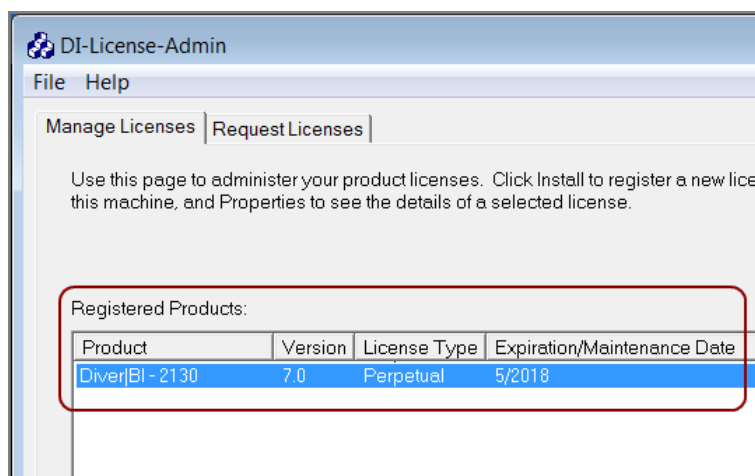 DI-License-Admin
File Help
Manage Licenses Request Licenses
Use this page to administer your product licenses. Click Install to register a new lice
this machine, and Properties to see the details of a selected license.
Registered Products:
Product Version License Type Expiration/Maintenance Date
Diver|BI - 2130 7.0 Perpetual 5/2018